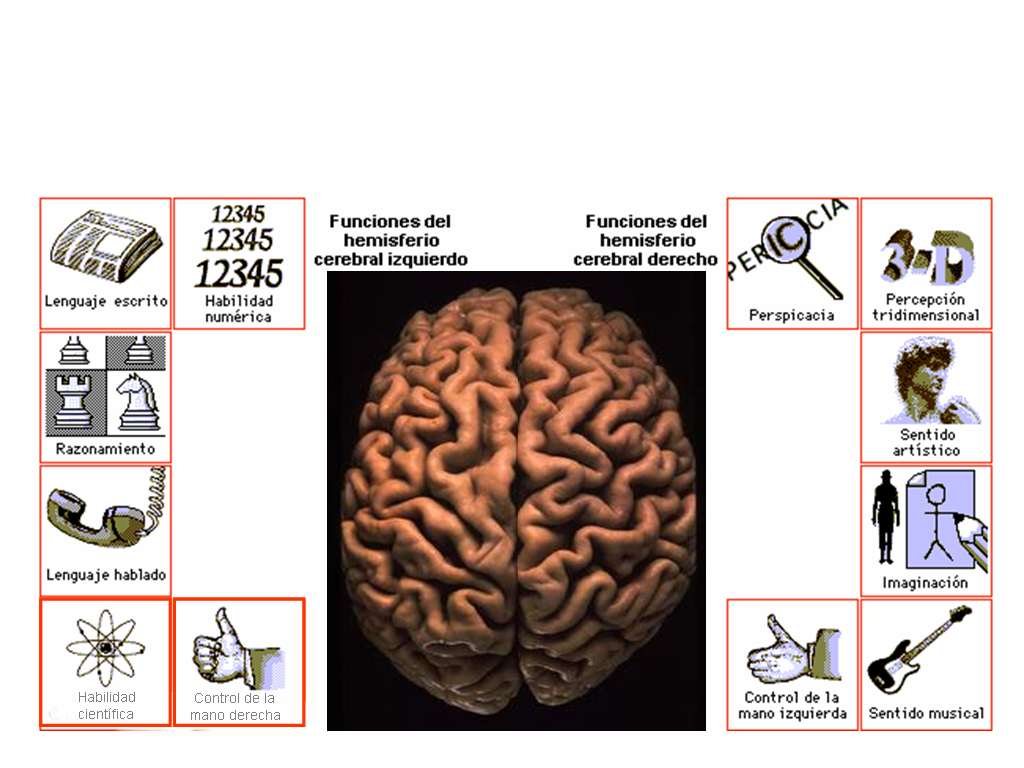 Funciones del
hemisferio
cerebral izquierdo
Funciones del
hemisferio
cerebral derecho
Lenguaje escrito
12345
12345
12345
Habilidad
numérica
Razonamiento
Lenguaje hablado
Habilidad
científica
Control de la
mano derecha
PERICIC CIA
Perspicacia
3-D
Percepción
tridimensional
Sentido
artístico
Imaginación
Control de la
mano izquierda
Sentido musical